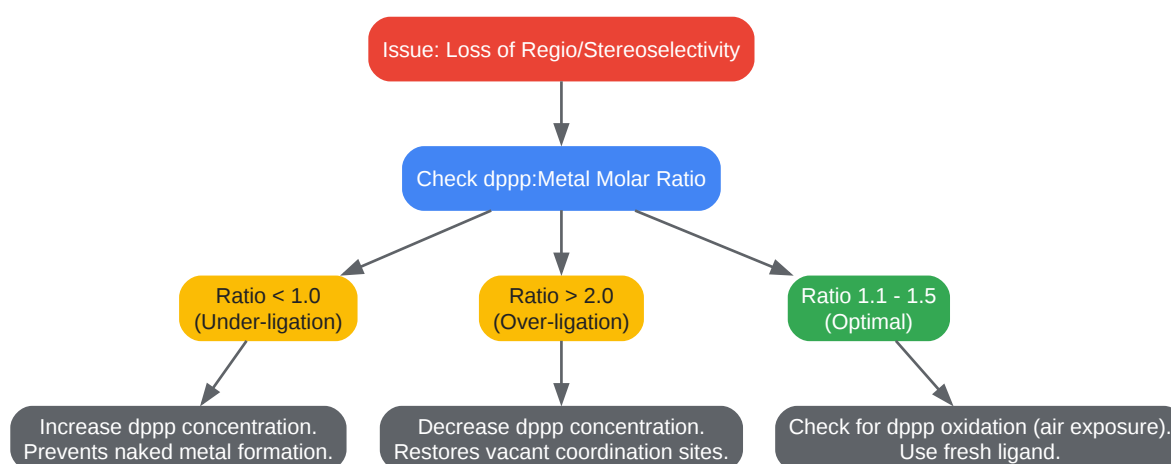 Issue: Loss of Regio/Stereoselectivity
Check dppp:Metal Molar Ratio
Ratio < 1.0
(Under-ligation)
Ratio > 2.0
(Over-ligation)
Ratio 1.1 - 1.5
(Optimal)
Increase dppp concentration.
Prevents naked metal formation.
Decrease dppp concentration.
Restores vacant coordination sites.
Check for dppp oxidation (air exposure).
Use fresh ligand.